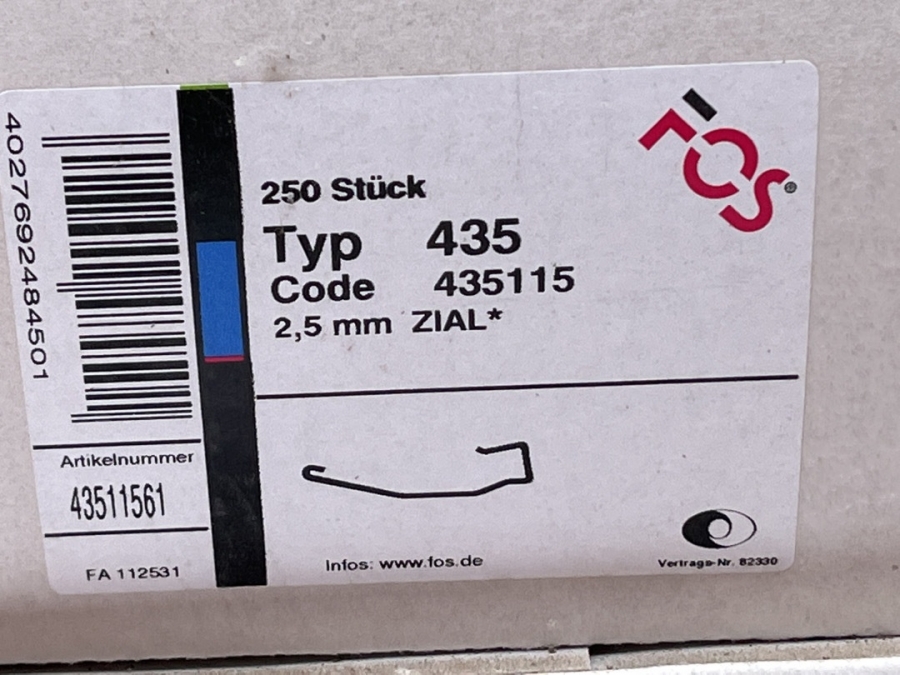 4027692484501
Artikelnummer
43511561
FA 112531
250 Stück
Typ 435
Code 435115
2,5 mm ZIAL*
Infos: www.fos.de
FOS®
Vertrags-Nr. 82330